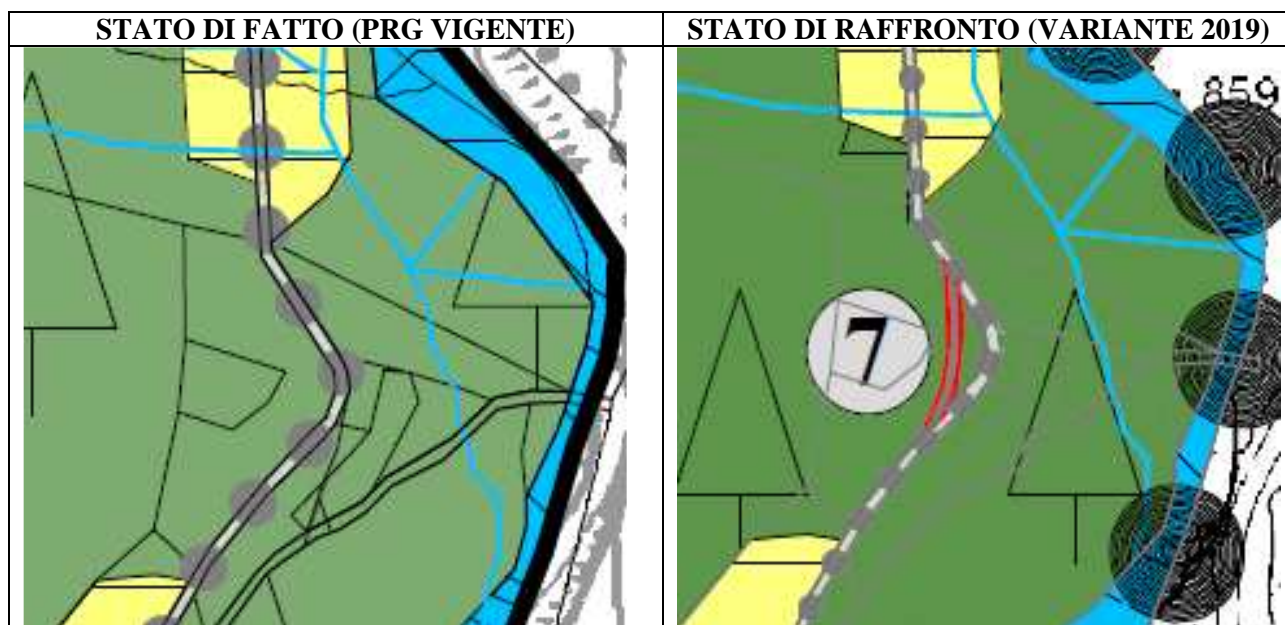 STATO DI FATTO (PRG VIGENTE)
STATO DI RAFFRONTO (VARIANTE 2019)
859
7